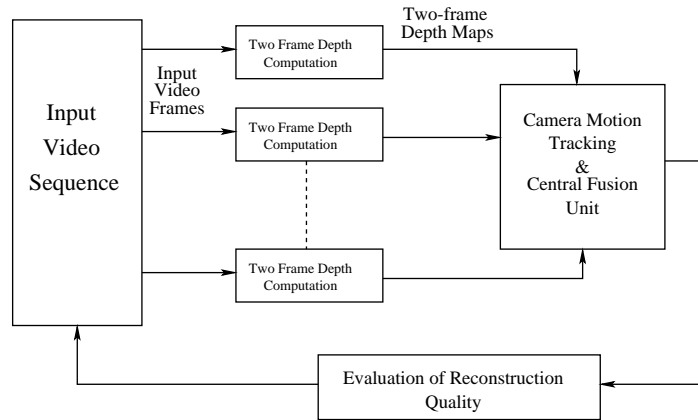 Input
Video
Sequence
Input
Video
Frames
Two Frame Depth
Computation
Two Frame Depth
Computation
Two Frame Depth
Computation
Two-frame
Depth Maps
Camera Motion
Tracking
&
Central Fusion
Unit
Evaluation of Reconstruction
Quality